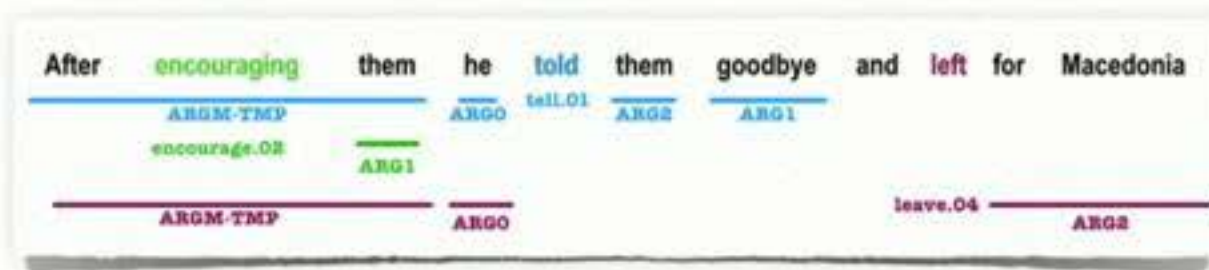 After encouraging them he told them goodbye and left for Macedonia
ARGM-TMP ARG0 tell.01 ARG2 ARG1
encourage.02 ARG1
ARGM-TMP ARG0 leave.04 ARG2